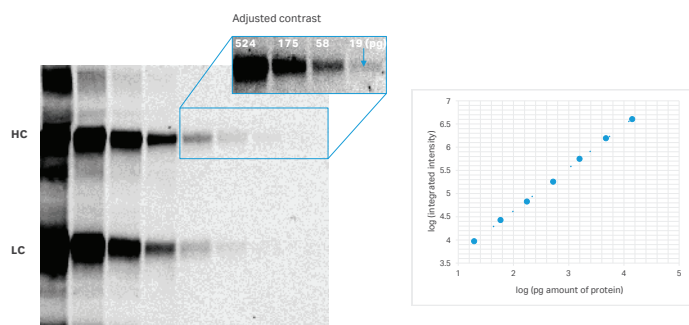 Adjusted contrast
524 175 58 19 (pg)
HC
LC
log (integrated intensity)
7
6.5
6
5.5
5
4.5
4
3.5
1 2 3 4 5
log (pg amount of protein)